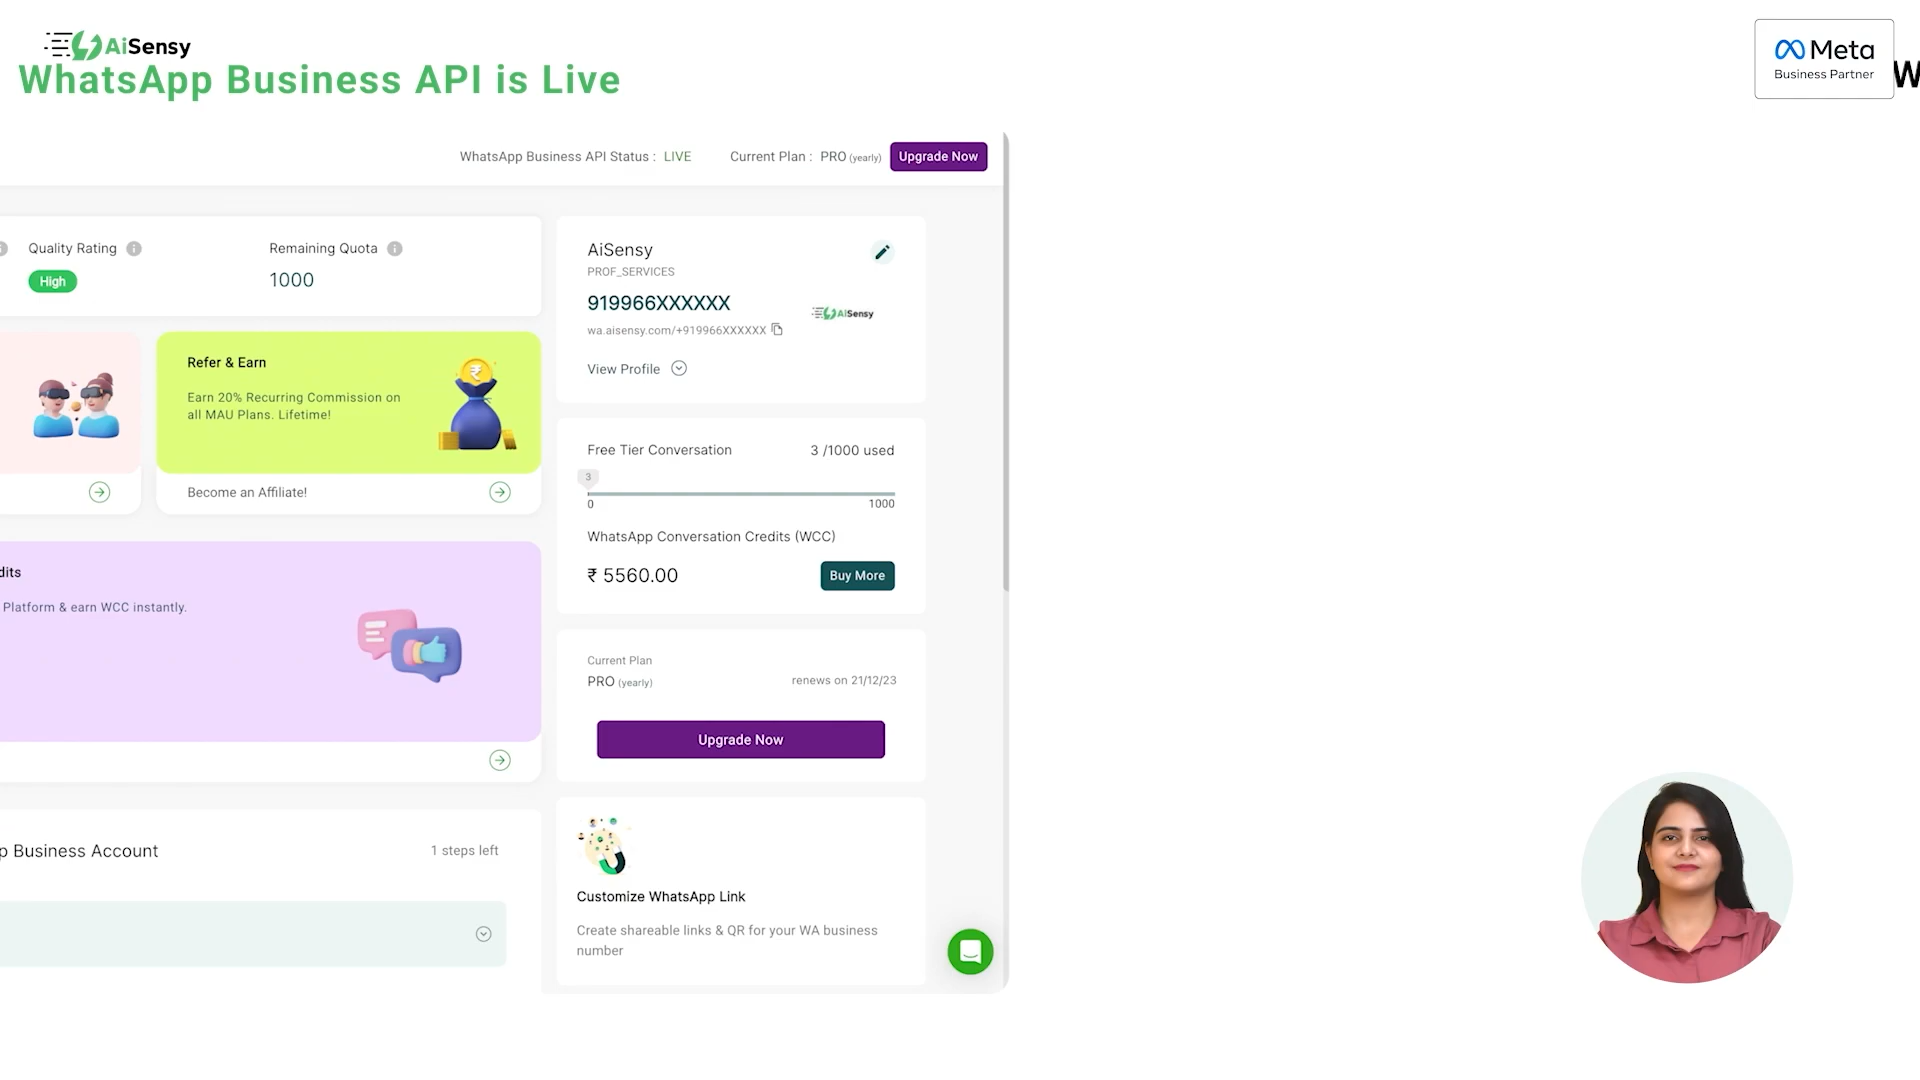 AiSensy
WhatsApp Business API is Live
Meta
Business Partner
W
WhatsApp Business API Status : LIVE
Current Plan : PRO (yearly)
Upgrade Now
Quality Rating
High
Remaining Quota
1000
Refer & Earn
Earn 20% Recurring Commission on
all MAU Plans. Lifetime!
Become an Affiliate!
dits
Platform & earn WCC instantly.
p Business Account
1 steps left
AiSensy
PROF_SERVICES
919966XXXXXX
wa.aisensy.com/+919966XXXXXX
AiSensy
View Profile
Free Tier Conversation
3 /1000 used
3
0
1000
WhatsApp Conversation Credits (WCC)
₹ 5560.00
Buy More
Current Plan
PRO (yearly)
renews on 21/12/23
Upgrade Now
Customize WhatsApp Link
Create shareable links & QR for your WA business
number